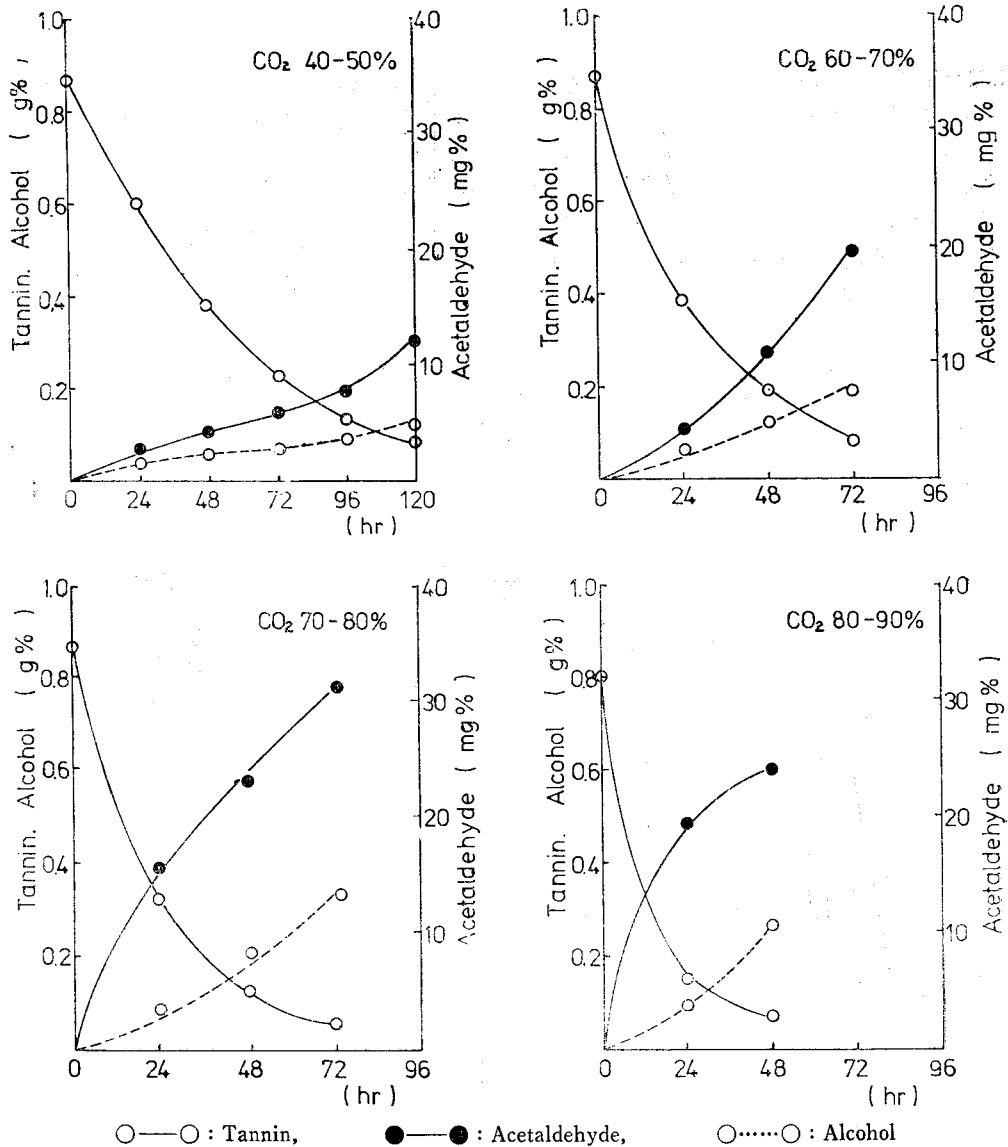 CO₂ 40-50%
Tannin. Alcohol ( g% )
1.0
0.8
0.6
0.4
0.2
40
30
20
10
Acetaldehyde ( mg% )
0 24 48 72 96 120
( hr )
CO₂ 60-70%
Tannin. Alcohol ( g% )
1.0
0.8
0.6
0.4
0.2
40
30
20
10
Acetaldehyde ( mg% )
0 24 48 72 96
( hr )
CO₂ 70-80%
Tannin. Alcohol ( g% )
1.0
0.8
0.6
0.4
0.2
40
30
20
10
Acetaldehyde ( mg% )
0 24 48 72 96
( hr )
CO₂ 80-90%
Tannin. Alcohol ( g% )
1.0
0.8
0.6
0.4
0.2
40
30
20
10
Acetaldehyde ( mg% )
0 24 48 72 96
( hr )
: Tannin, : Acetaldehyde, : Alcohol